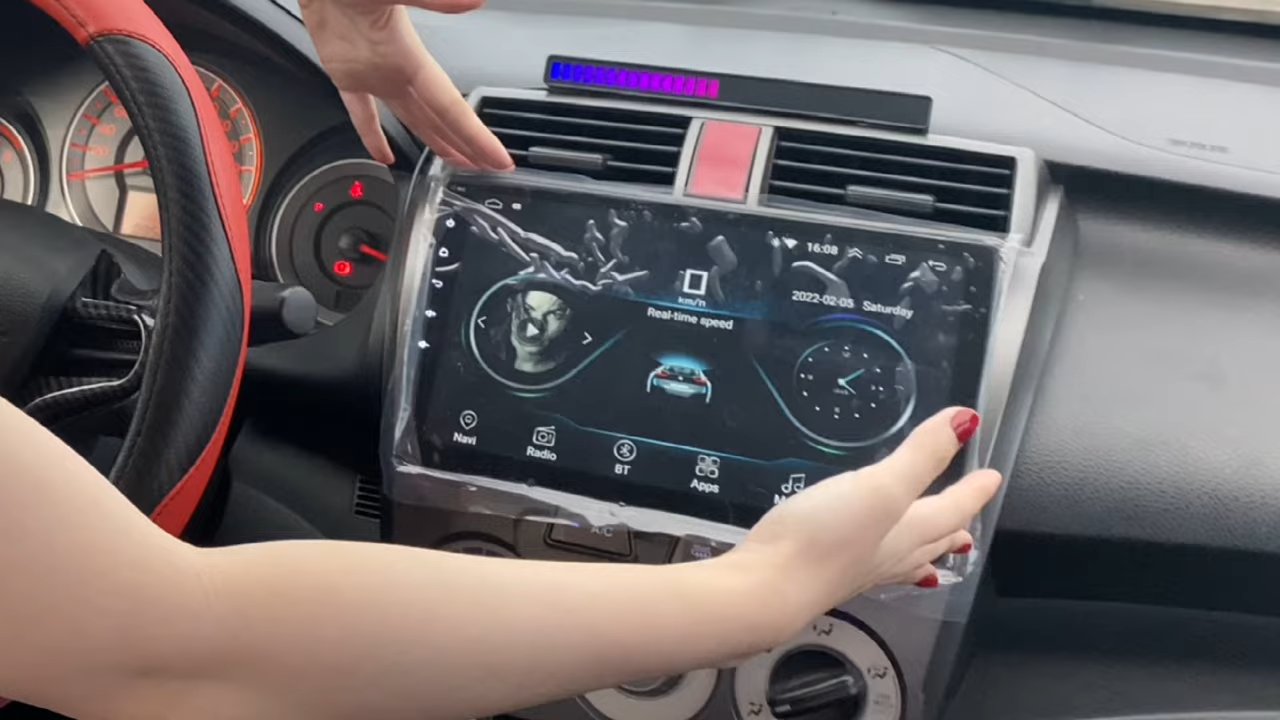 16:08
km/h
Real-time speed
2022-02-05 Saturday
Navi
Radio
BT
Apps
A/C